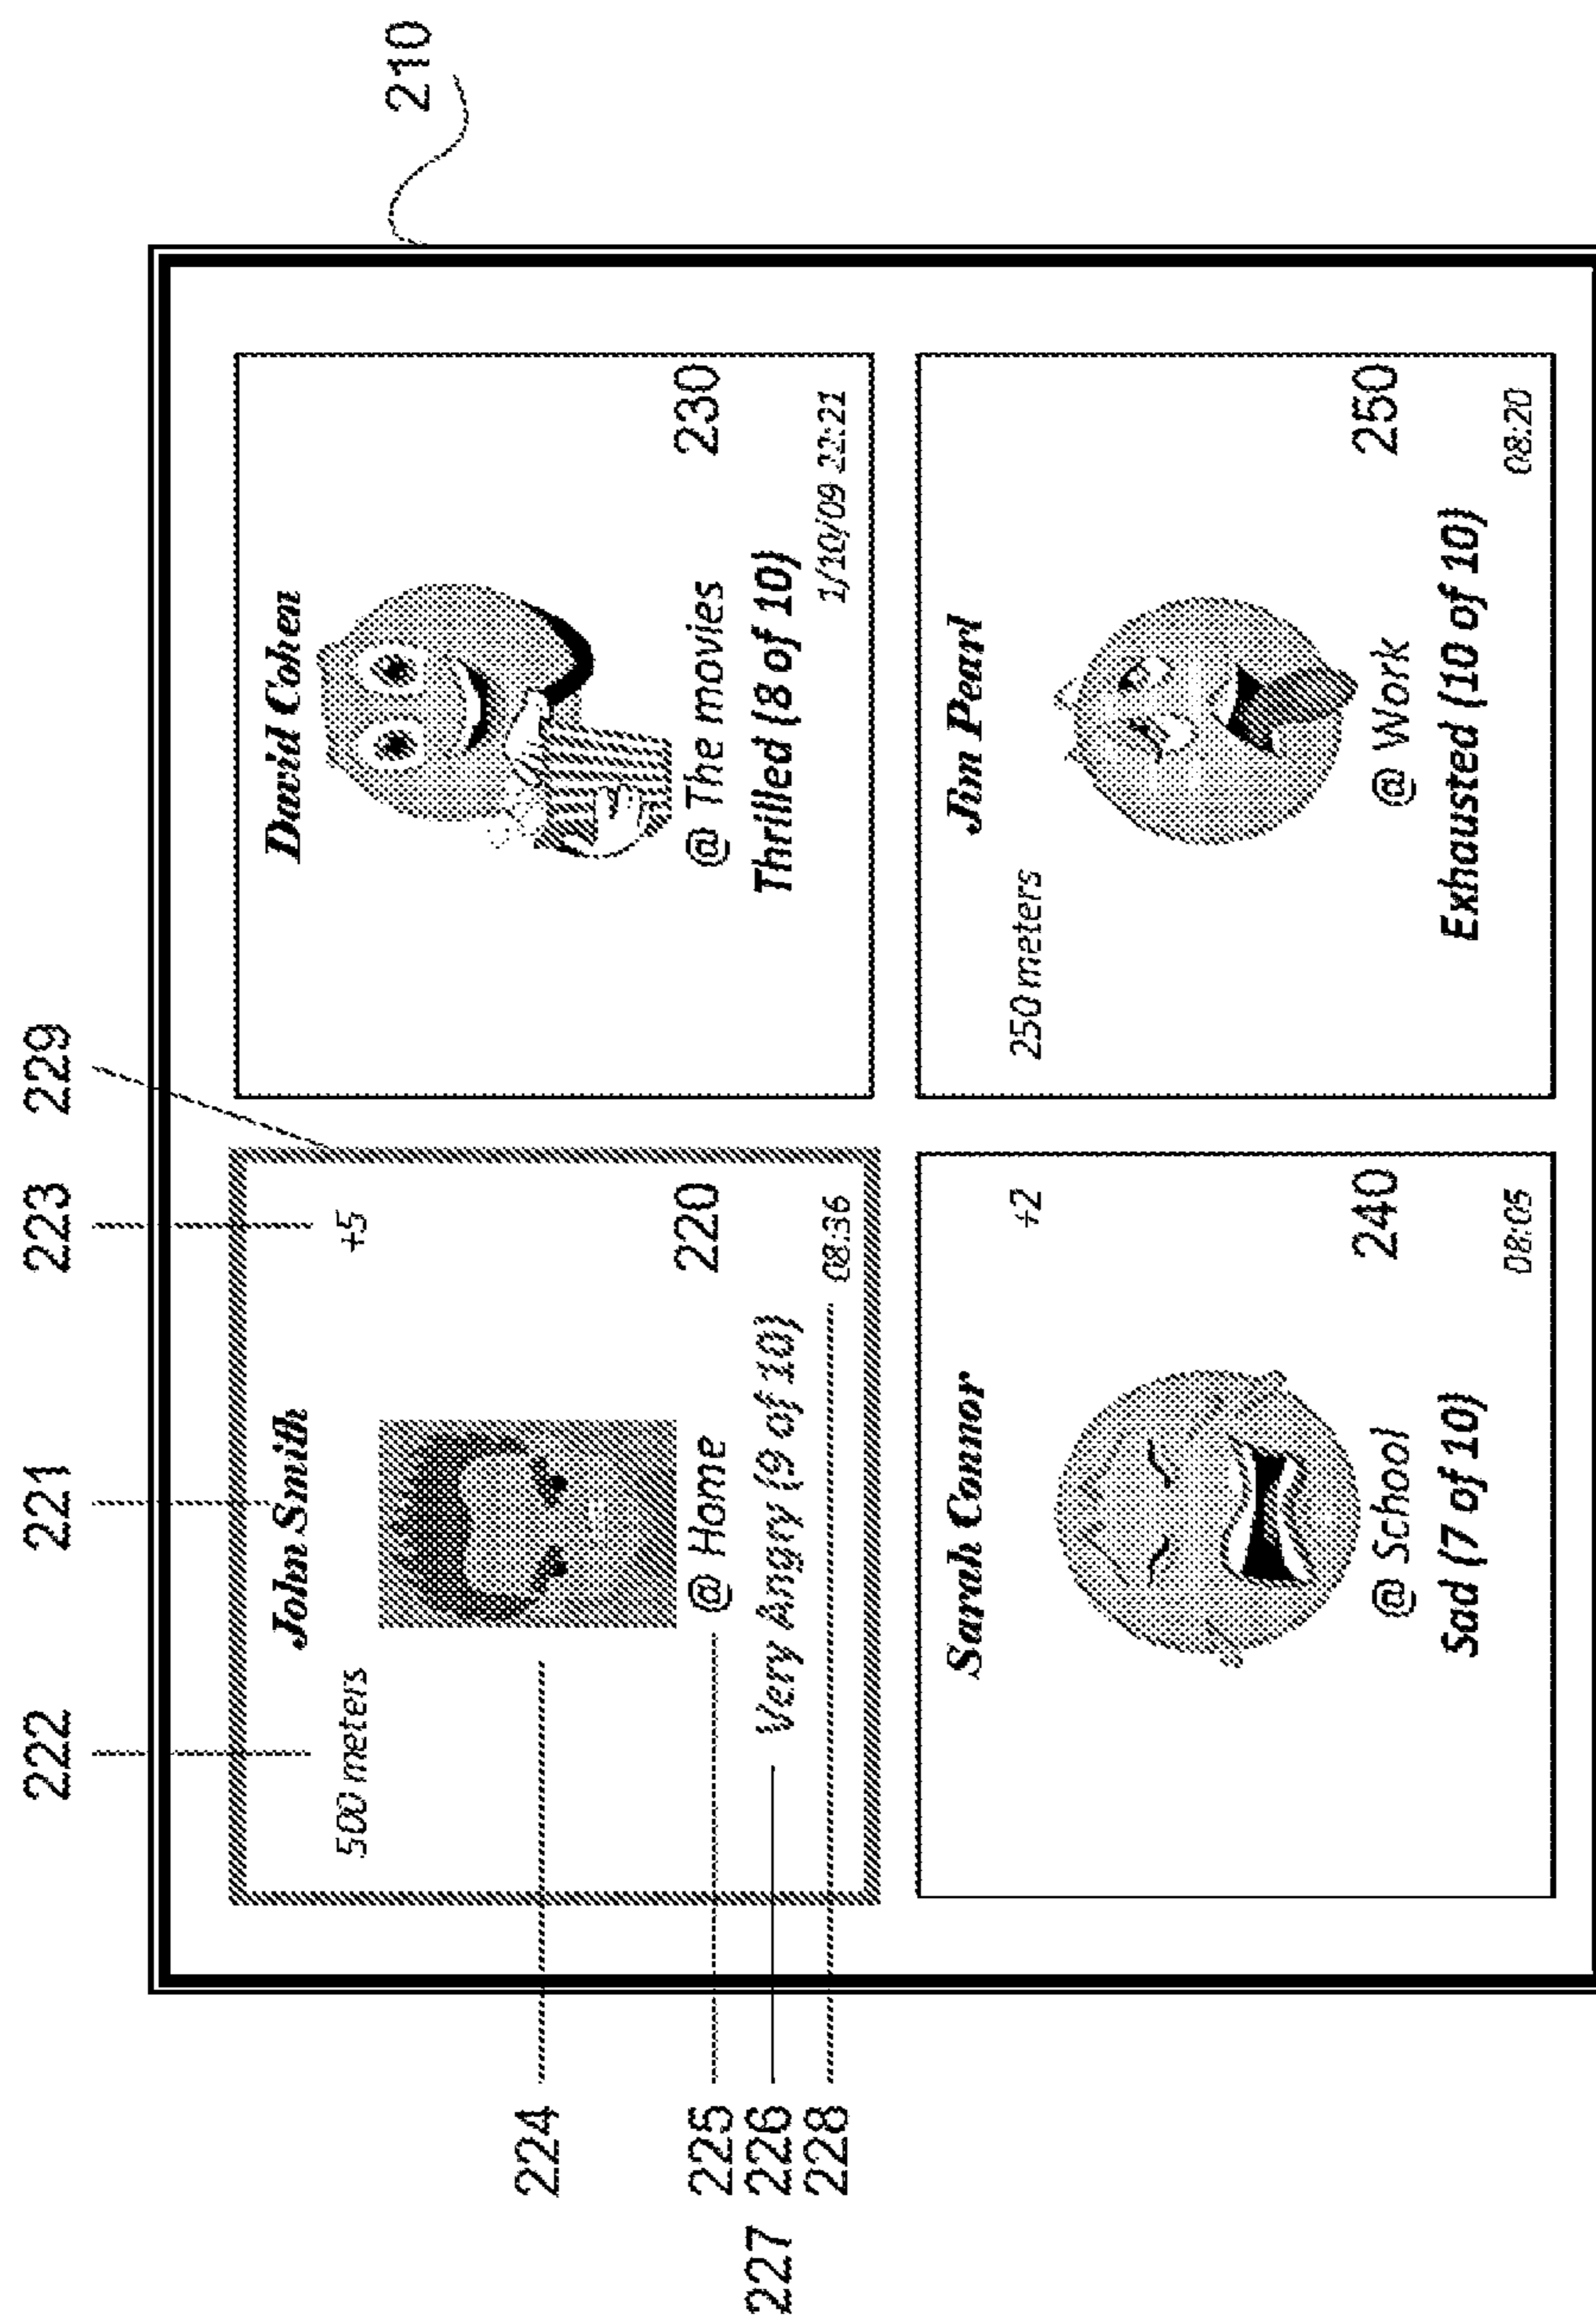 222 221 223 229
210
John Smith
500 meters +5
224
@ Home 220
225
Very Angry (9 of 10)
227 226
08:36
228
David Cohen
@ The movies 230
Thrilled (8 of 10)
1/10/09 22:21
Sarah Connor
+2
@ School 240
Sad (7 of 10)
08:05
Jim Pearl
250 meters
@ Work 250
Exhausted (10 of 10)
08:20